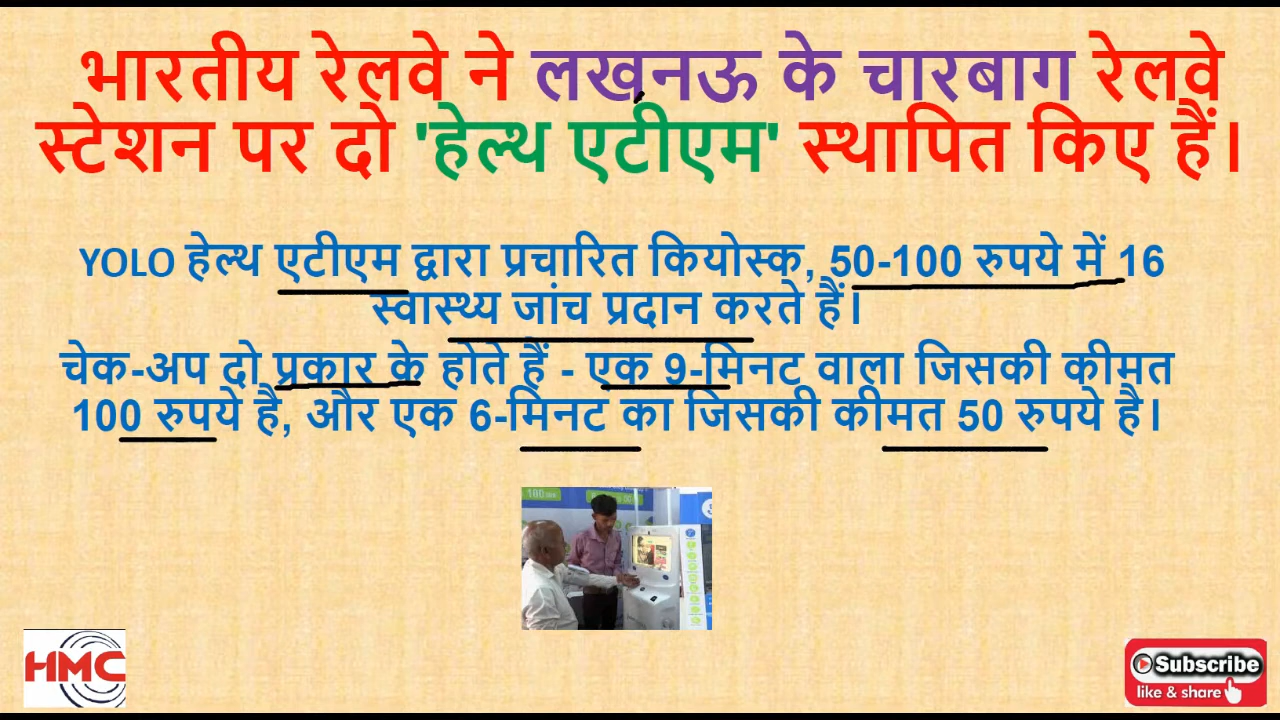 भारतीय रेलवे ने लखनऊ के चारबाग रेलवे
स्टेशन पर दो 'हेल्थ एटीएम' स्थापित किए हैं।
YOLO हेल्थ एटीएम द्वारा प्रचारित कियोस्क, 50-100 रुपये में 16
स्वास्थ्य जांच प्रदान करते हैं।
चेक-अप दो प्रकार के होते हैं - एक 9-मिनट वाला जिसकी कीमत
100 रुपये है, और एक 6-मिनट का जिसकी कीमत 50 रुपये है।
HMC
Subscribe
like & share